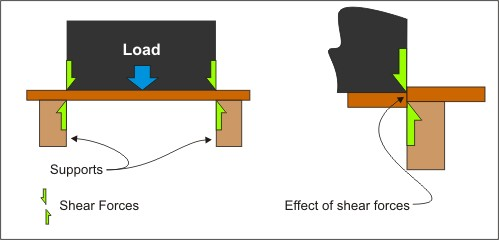 Load
Supports
Shear Forces
Effect of shear forces